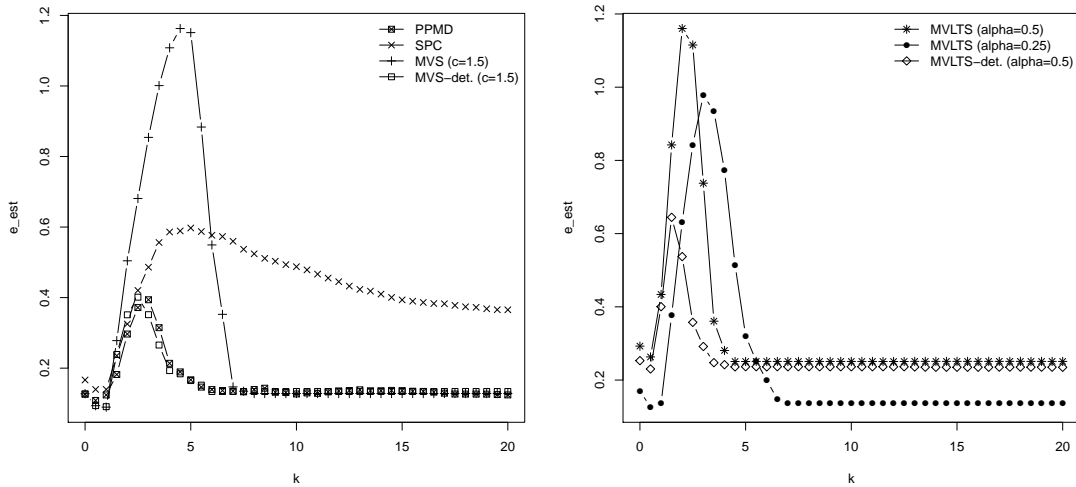 1.2
1.0
0.8
0.6
0.4
0.2
e_est
0
5
10
15
20
k
PPMD
SPC
MVS (c=1.5)
MVS−det. (c=1.5)
1.2
1.0
0.8
0.6
0.4
0.2
e_est
0
5
10
15
20
k
MVLTS (alpha=0.5)
MVLTS (alpha=0.25)
MVLTS−det. (alpha=0.5)